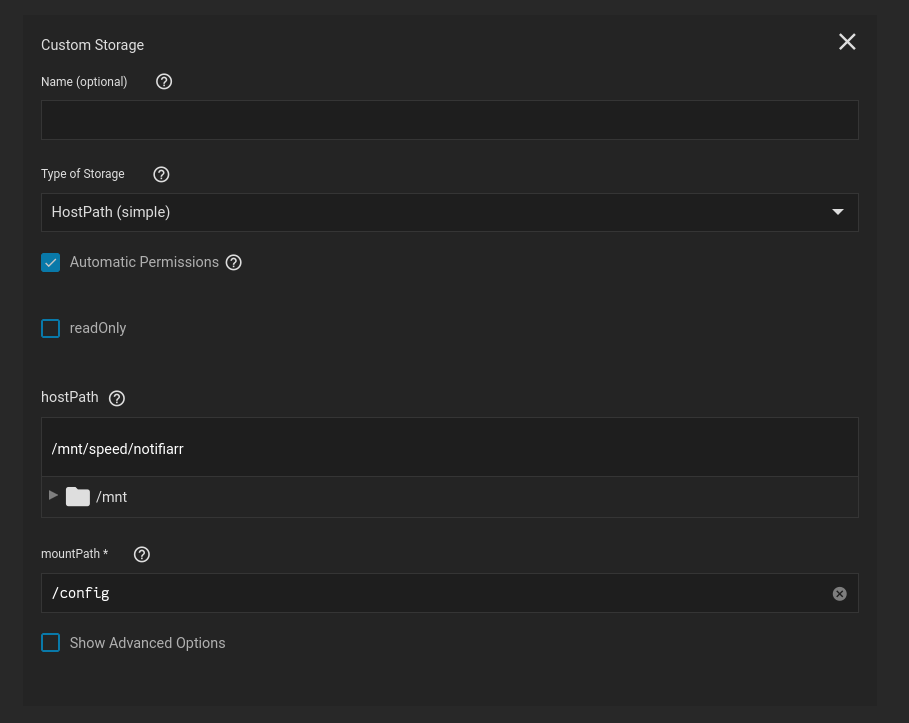 Custom Storage
Name (optional)
Type of Storage
HostPath (simple)
Automatic Permissions
readOnly
hostPath
/mnt/speed/notifiarr
/mnt
mountPath *
/config
Show Advanced Options